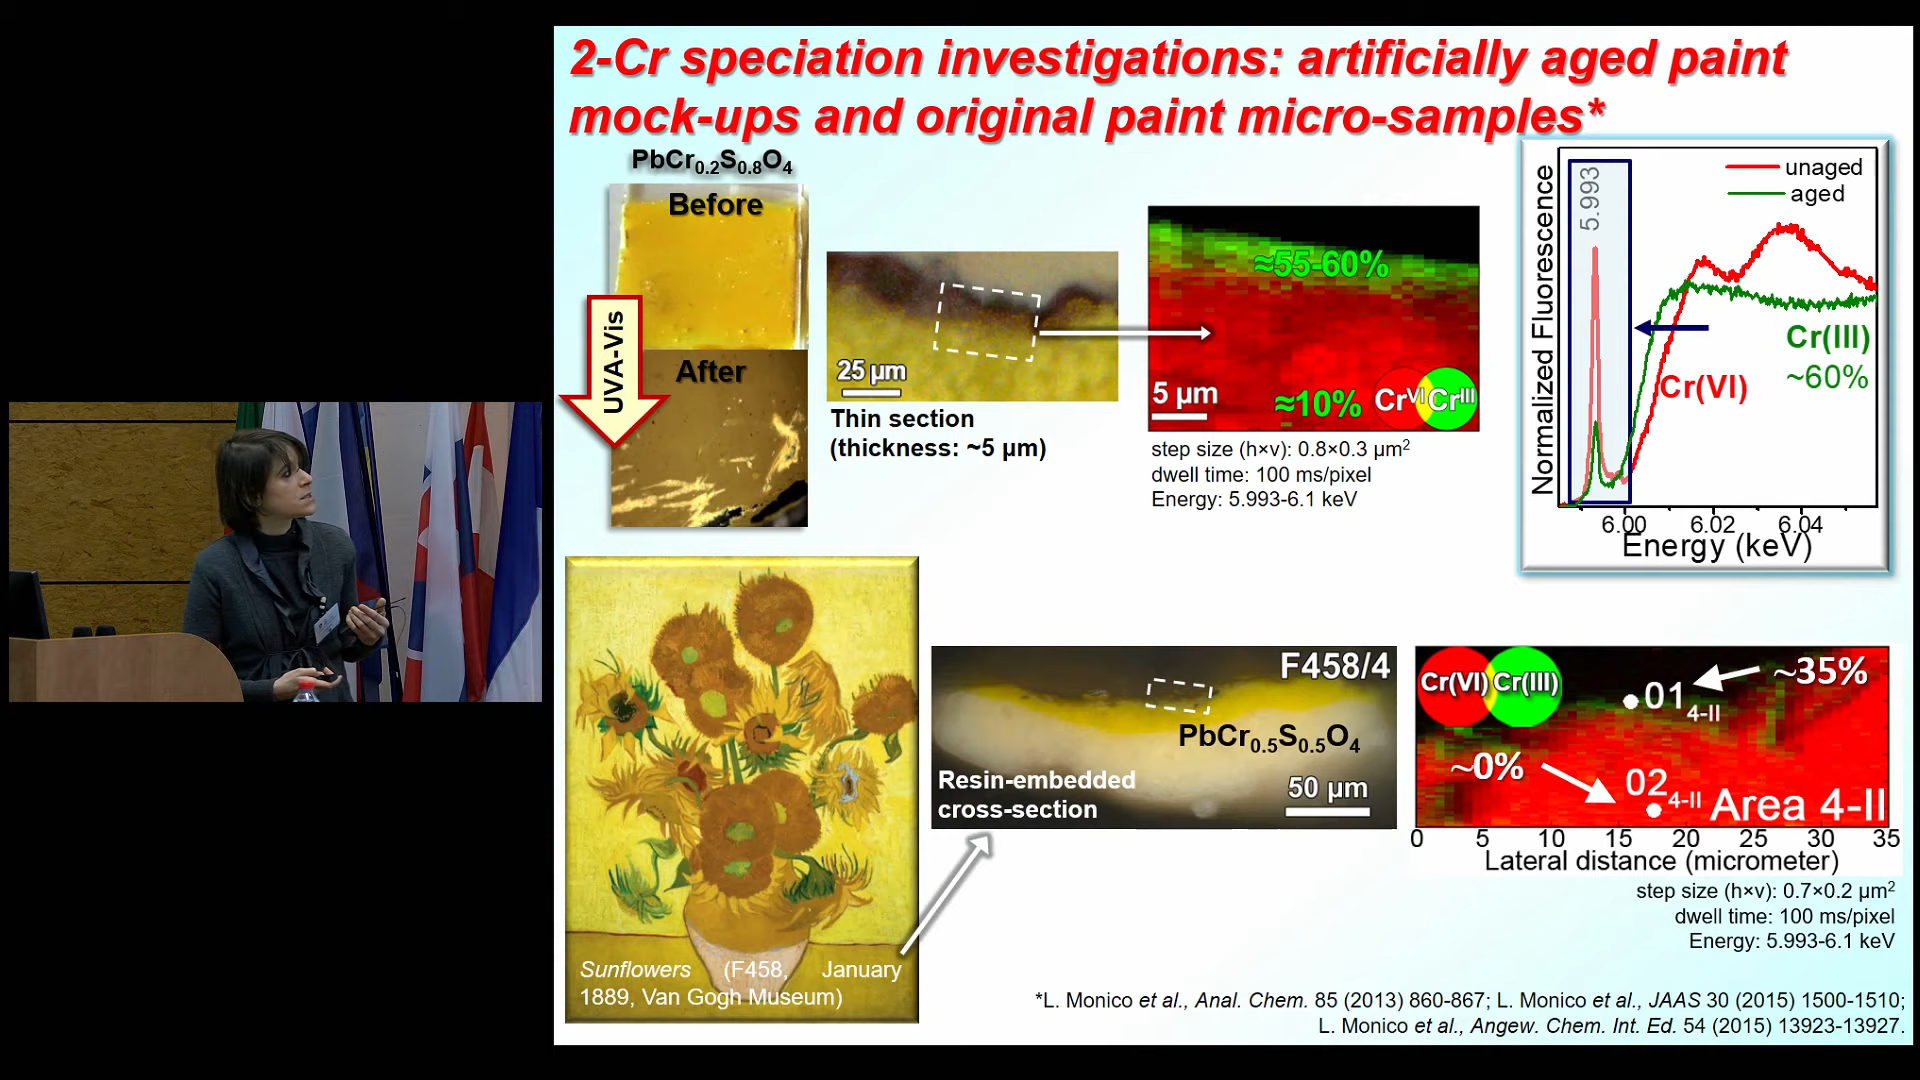 2-Cr speciation investigations: artificially aged paint
mock-ups and original paint micro-samples*
PbCr0.2S0.8O4
Before
UVA-Vis
After
25 µm
Thin section
(thickness: ~5 µm)
≈55-60%
5 µm
≈10%
CrVI CrIII
step size (h×v): 0.8×0.3 µm2
dwell time: 100 ms/pixel
Energy: 5.993-6.1 keV
Normalized Fluorescence
5.993
unaged
aged
Cr(III)
~60%
Cr(VI)
6.00 6.02 6.04
Energy (keV)
Sunflowers (F458, January
1889, Van Gogh Museum)
F458/4
PbCr0.5S0.5O4
Resin-embedded
cross-section
50 µm
Cr(VI) Cr(III)
01 4-II
~35%
~0%
02 4-II
Area 4-II
0 5 10 15 20 25 30 35
Lateral distance (micrometer)
step size (h×v): 0.7×0.2 µm2
dwell time: 100 ms/pixel
Energy: 5.993-6.1 keV
*L. Monico et al., Anal. Chem. 85 (2013) 860-867; L. Monico et al., JAAS 30 (2015) 1500-1510;
L. Monico et al., Angew. Chem. Int. Ed. 54 (2015) 13923-13927.